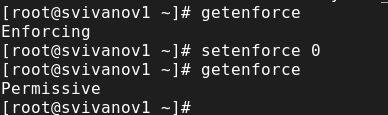 [root@svivanov1 ~]# getenforce
Enforcing
[root@svivanov1 ~]# setenforce 0
[root@svivanov1 ~]# getenforce
Permissive
[root@svivanov1 ~]#